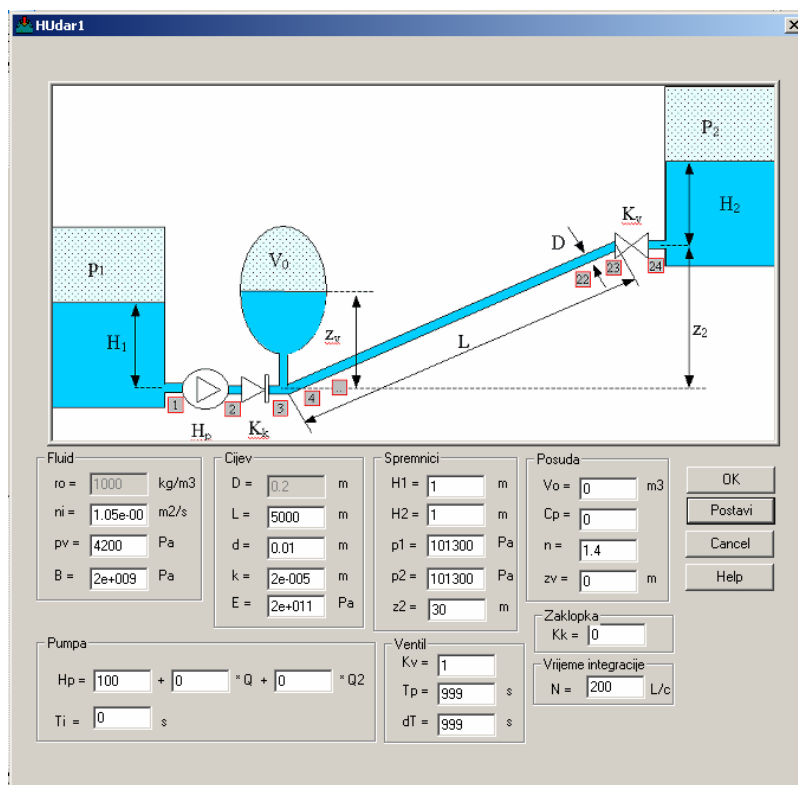 HUdar1
P2
H2
Kv
D
23
24
22
V0
P1
zv
z2
H1
L
..
4
1
2
3
Hp
Kk
Fluid
ro = 1000 kg/m3
ni = 1.05e-00 m2/s
pv = 4200 Pa
B = 2e+009 Pa
Cijev
D = 0.2 m
L = 5000 m
d = 0.01 m
k = 2e-005 m
E = 2e+011 Pa
Spremnici
H1 = 1 m
H2 = 1 m
p1 = 101300 Pa
p2 = 101300 Pa
z2 = 30 m
Posuda
Vo = 0 m3
Cp = 0
n = 1.4
zv = 0 m
OK
Postavi
Cancel
Help
Zaklopka
Kk = 0
Pumpa
Hp = 100 + 0 * Q + 0 * Q2
Ti = 0 s
Ventil
Kv = 1
Tp = 999 s
dT = 999 s
Vrijeme integracije
N = 200 L/c